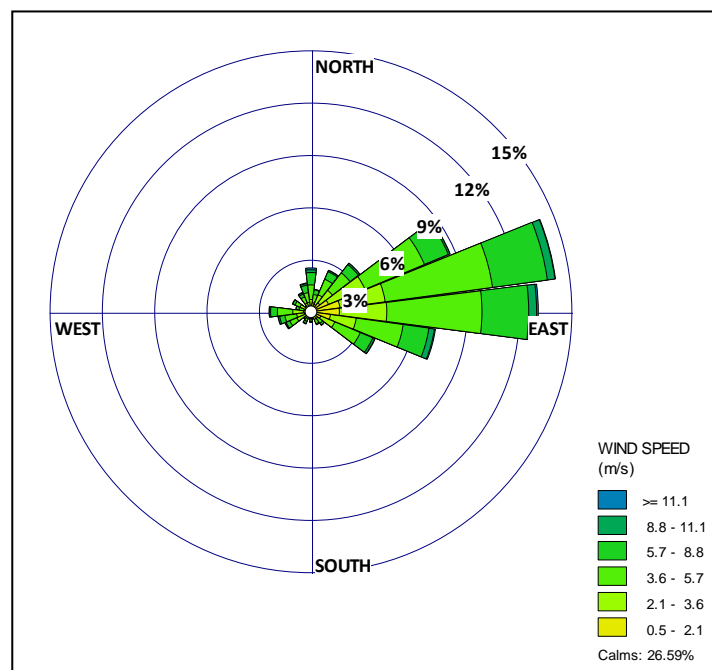 NORTH
15%
12%
9%
6%
3%
WEST
EAST
SOUTH
WIND SPEED
(m/s)
>= 11.1
8.8 - 11.1
5.7 - 8.8
3.6 - 5.7
2.1 - 3.6
0.5 - 2.1
Calms: 26.59%